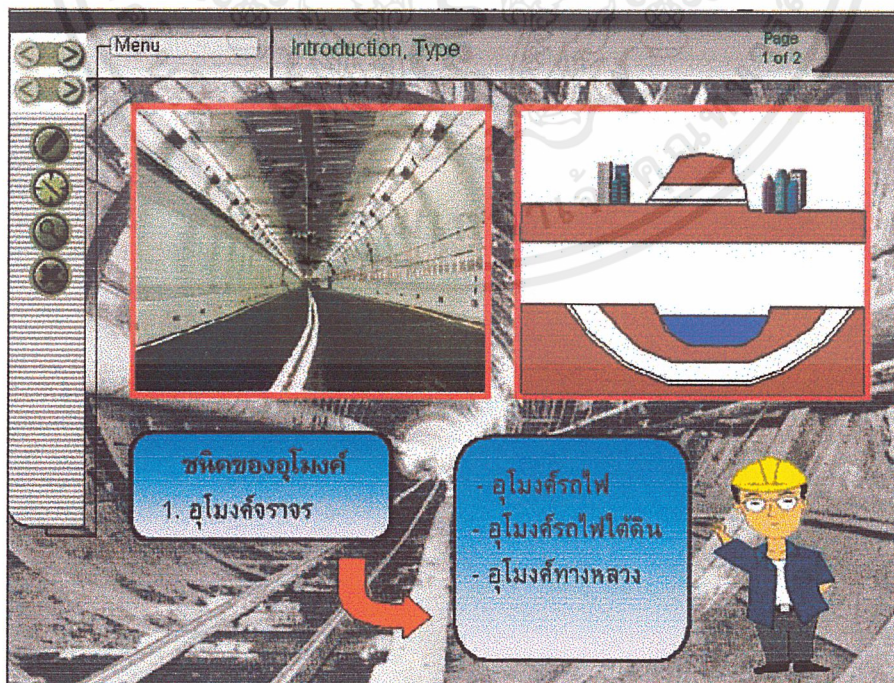 Menu
Introduction, Type
Page
1 of 2
ชนิดของอุโมงค์
1. อุโมงค์จราจร
- อุโมงค์รถไฟ
- อุโมงค์รถไฟใต้ดิน
- อุโมงค์ทางหลวง